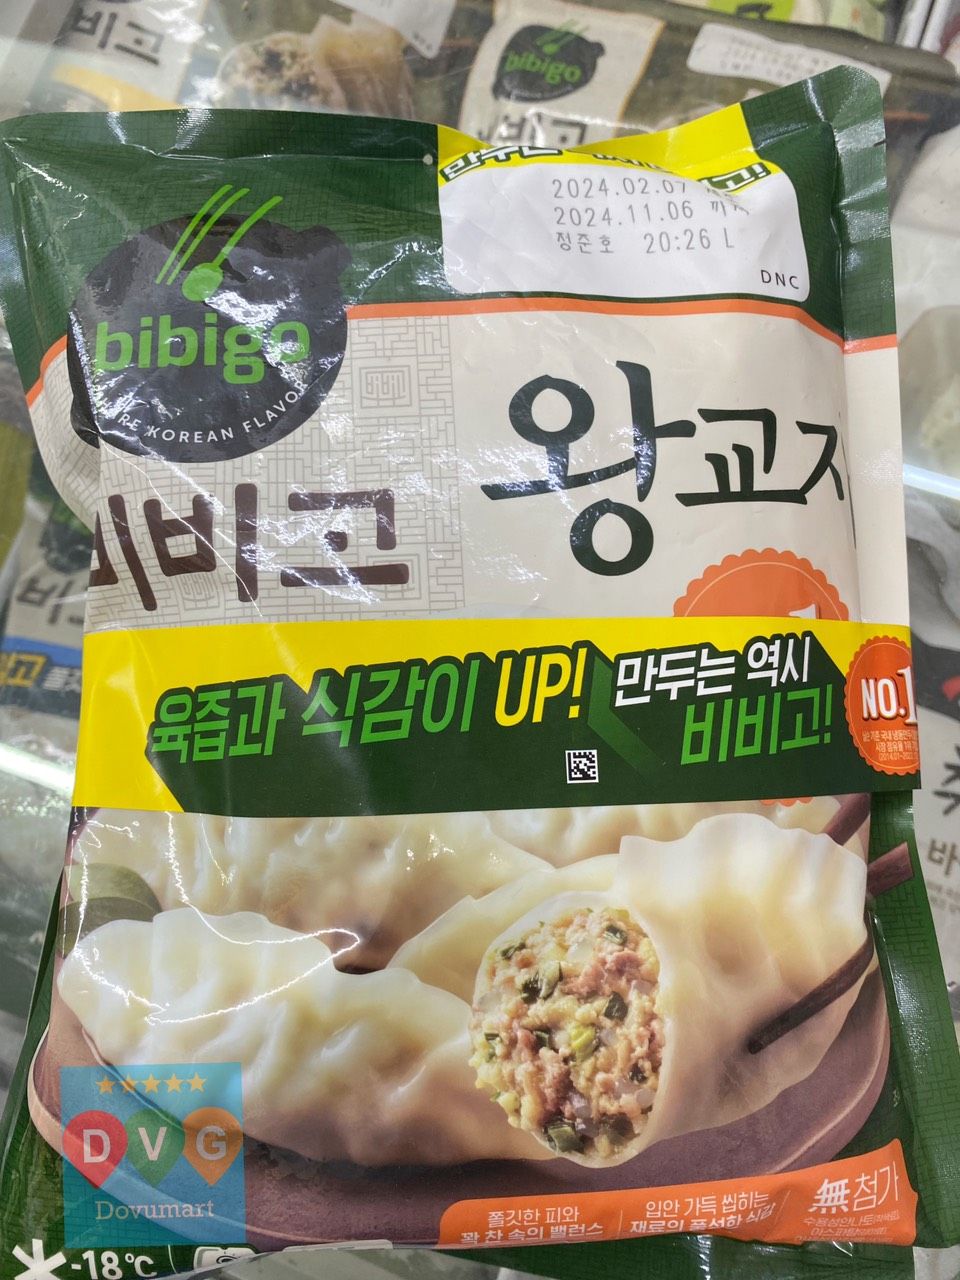 bibigo
2024.02.07
2024.11.06 까지
정준호 20:26 L
DNC
bibigo
KOREAN FLAVOR
비비고
왕교자
육즙과 식감이 UP!
만두는 역시
비비고!
NO.1
쫄깃한 피와
꽉 찬 속의 밸런스
입안 가득 씹히는
재료의 풍성한 식감
無첨가
DVG
Dovumart
-18°C